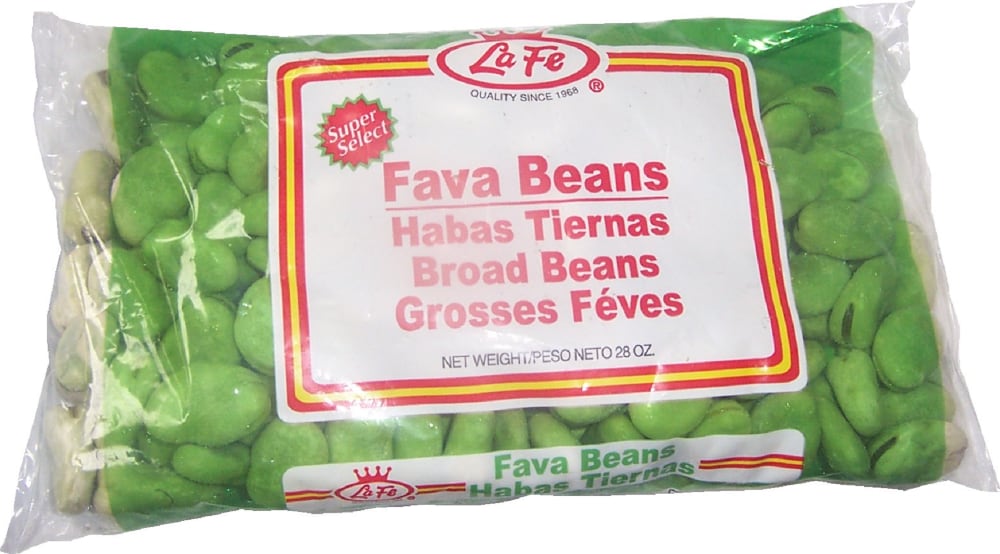 La Fe
®
QUALITY SINCE 1968
Super
Select
Fava Beans
Habas Tiernas
Broad Beans
Grosses Féves
NET WEIGHT/PESO NETO 28 OZ.
La Fe
®
Fava Beans
Habas Tiernas